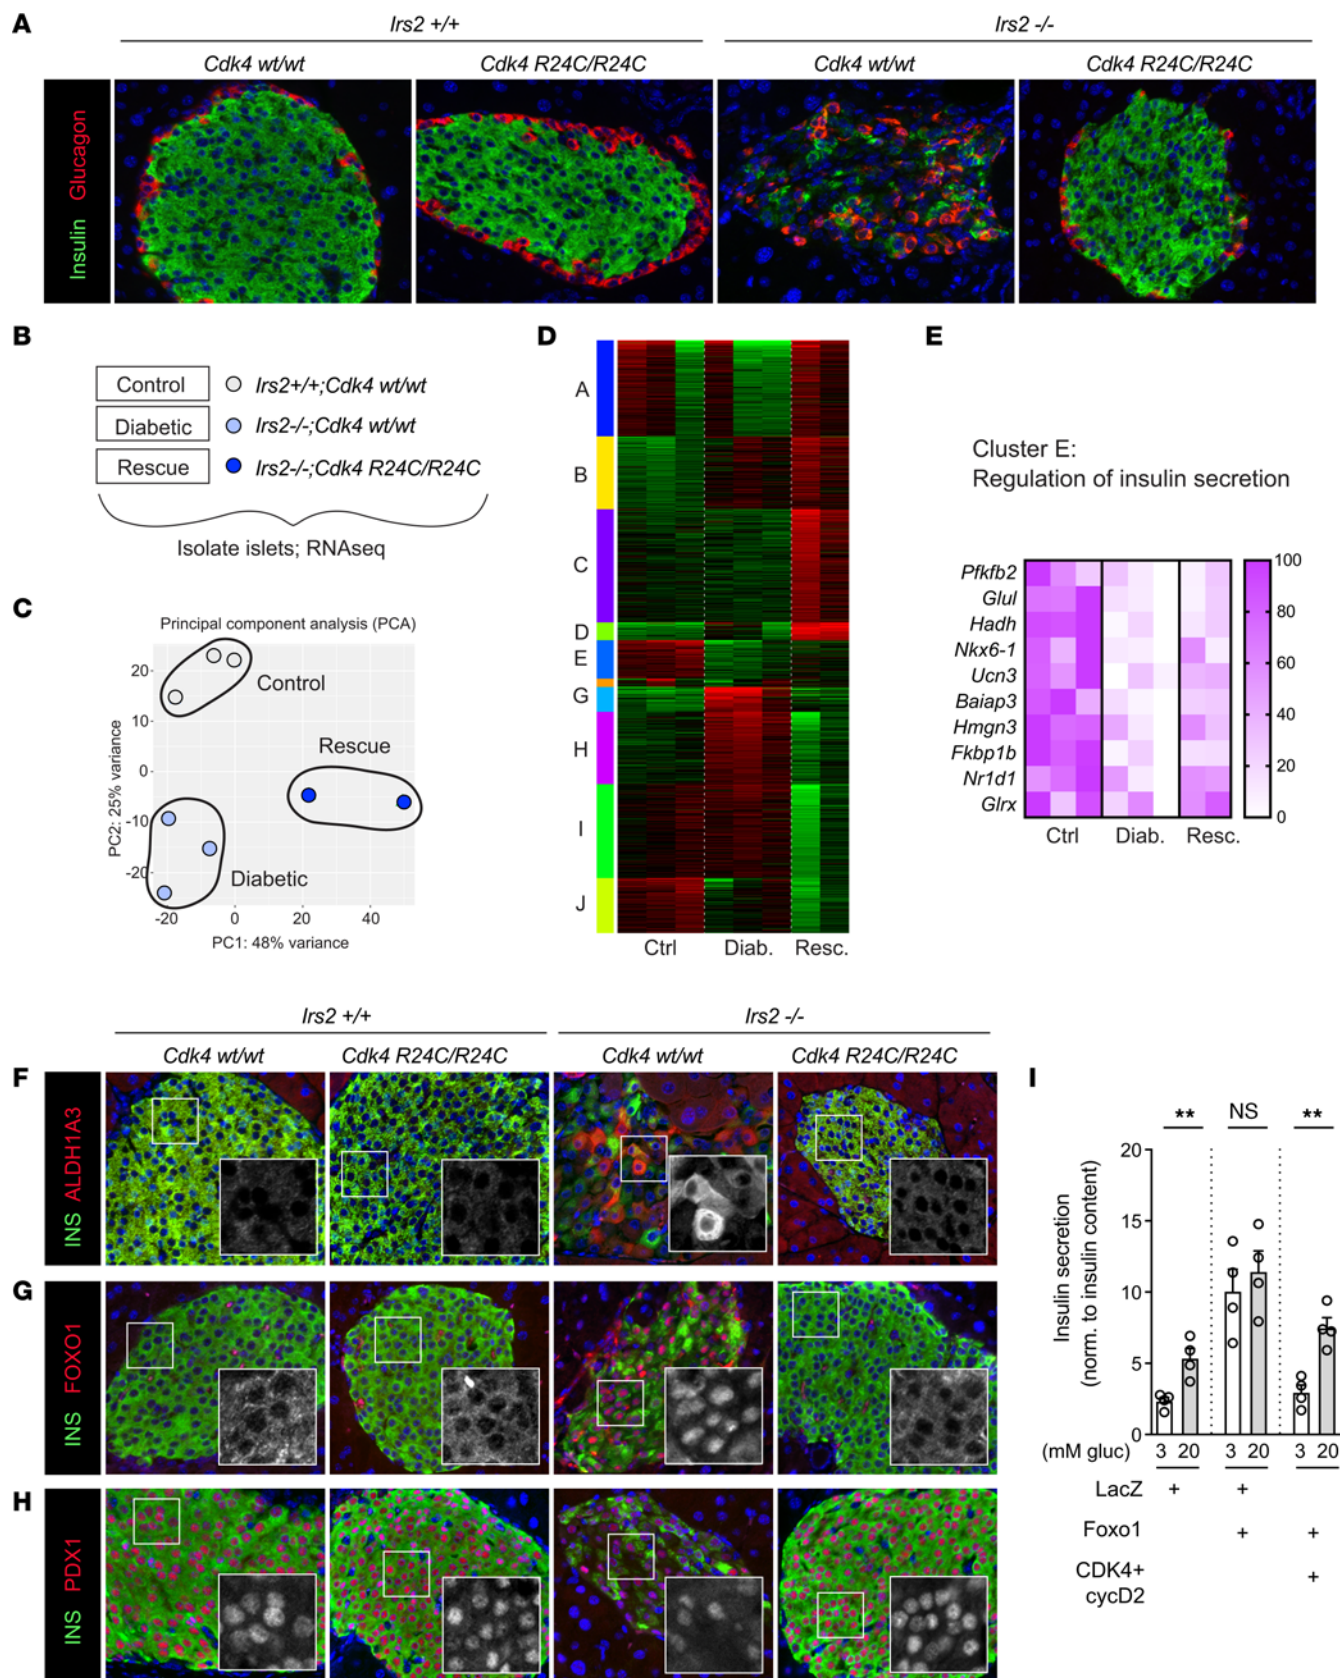 A
Irs2 +/+
Irs2 -/-
Cdk4 wt/wt
Cdk4 R24C/R24C
Cdk4 wt/wt
Cdk4 R24C/R24C
Insulin Glucagon
B
Control
Irs2+/+;Cdk4 wt/wt
Diabetic
Irs2-/-;Cdk4 wt/wt
Rescue
Irs2-/-;Cdk4 R24C/R24C
Isolate islets; RNAseq
C
Principal component analysis (PCA)
PC2: 25% variance
20
10
0
-10
-20
Control
Rescue
Diabetic
-20
0
20
40
PC1: 48% variance
D
A
B
C
D
E
G
H
I
J
Ctrl
Diab.
Resc.
E
Cluster E:
Regulation of insulin secretion
Pfkfb2
Glul
Hadh
Nkx6-1
Ucn3
Baiap3
Hmgn3
Fkbp1b
Nr1d1
Glrx
Ctrl
Diab.
Resc.
100
80
60
40
20
0
Irs2 +/+
Irs2 -/-
Cdk4 wt/wt
Cdk4 R24C/R24C
Cdk4 wt/wt
Cdk4 R24C/R24C
F
INS ALDH1A3
G
INS FOXO1
H
INS PDX1
I
** NS **
Insulin secretion
(norm. to insulin content)
20
15
10
5
0
(mM gluc) 3 20 3 20 3 20
LacZ + +
Foxo1 + +
CDK4+ +
cycD2